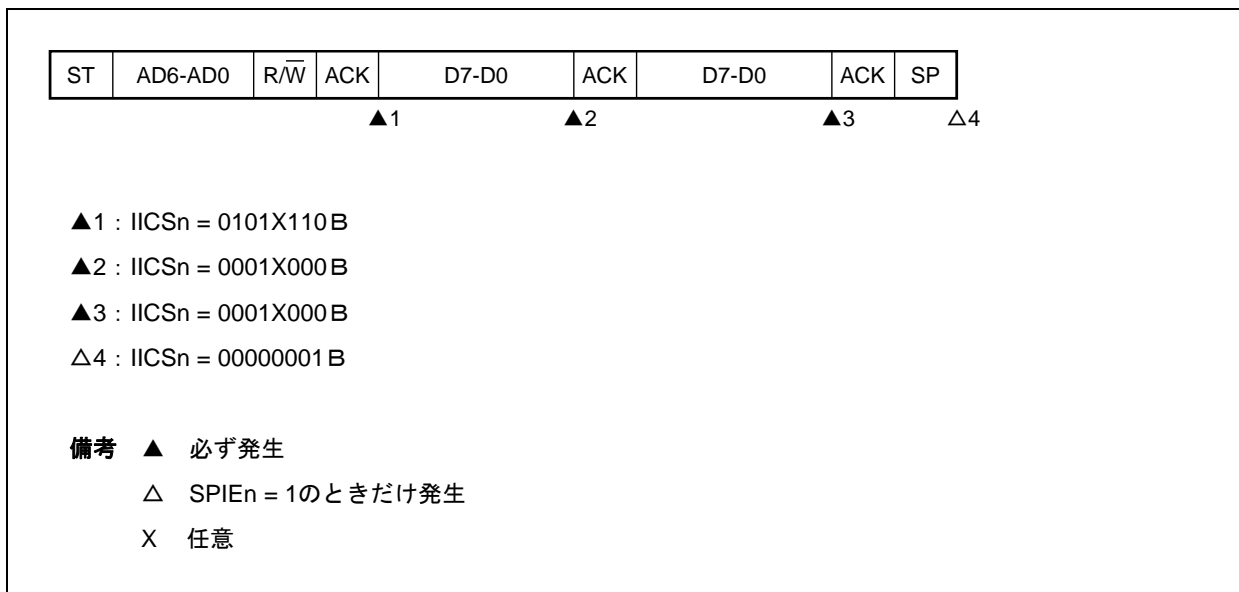 ST AD6-AD0 R/W̅ ACK D7-D0 ACK D7-D0 ACK SP
▲1 ▲2 ▲3 △4
▲1：IICSn = 0101X110B
▲2：IICSn = 0001X000B
▲3：IICSn = 0001X000B
△4：IICSn = 00000001B
備考 ▲ 必ず発生
△ SPIEn = 1のときだけ発生
X 任意